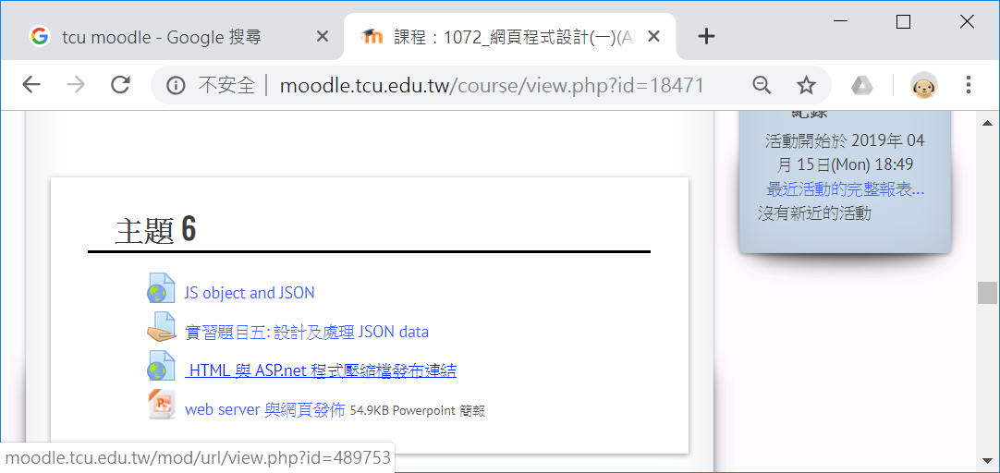 tcu moodle - Google 搜尋
課程：1072_網頁程式設計(一)(A
不安全 | moodle.tcu.edu.tw/course/view.php?id=18471
紀錄
活動開始於 2019年 04
月 15日(Mon) 18:49
最近活動的完整報表...
沒有新近的活動
主題 6
JS object and JSON
實習題目五: 設計及處理 JSON data
HTML 與 ASP.net 程式壓縮檔發布連結
web server 與網頁發佈 54.9KB Powerpoint 簡報
moodle.tcu.edu.tw/mod/url/view.php?id=489753